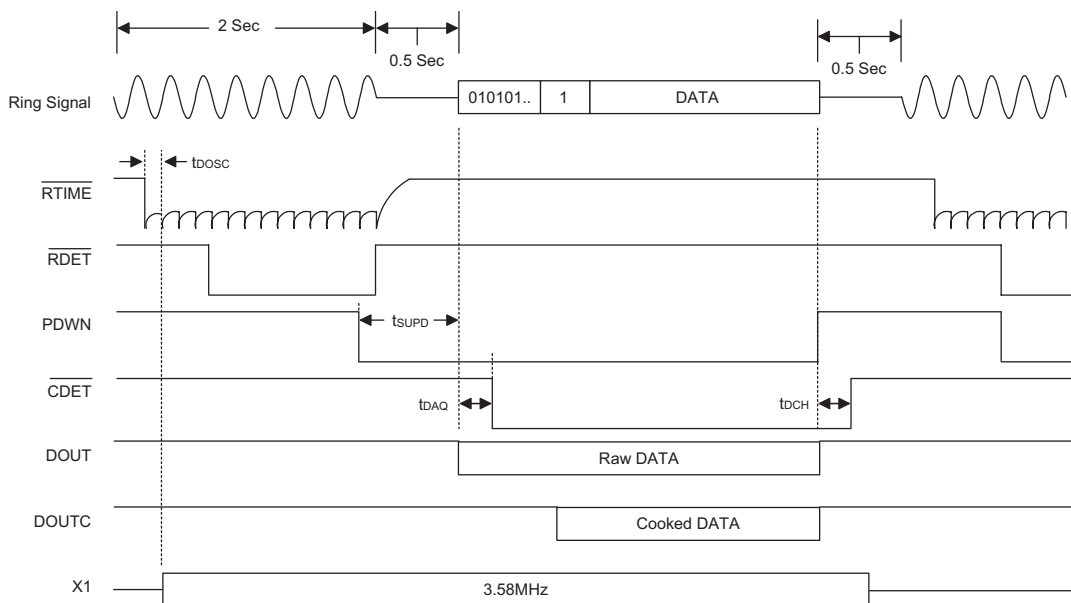 2 Sec
0.5 Sec
0.5 Sec
Ring Signal
010101.. 1 DATA
tDOSC
RTIME
RDET
PDWN
tSUPD
CDET
tDAQ
tDCH
DOUT
Raw DATA
DOUTC
Cooked DATA
X1
3.58MHz